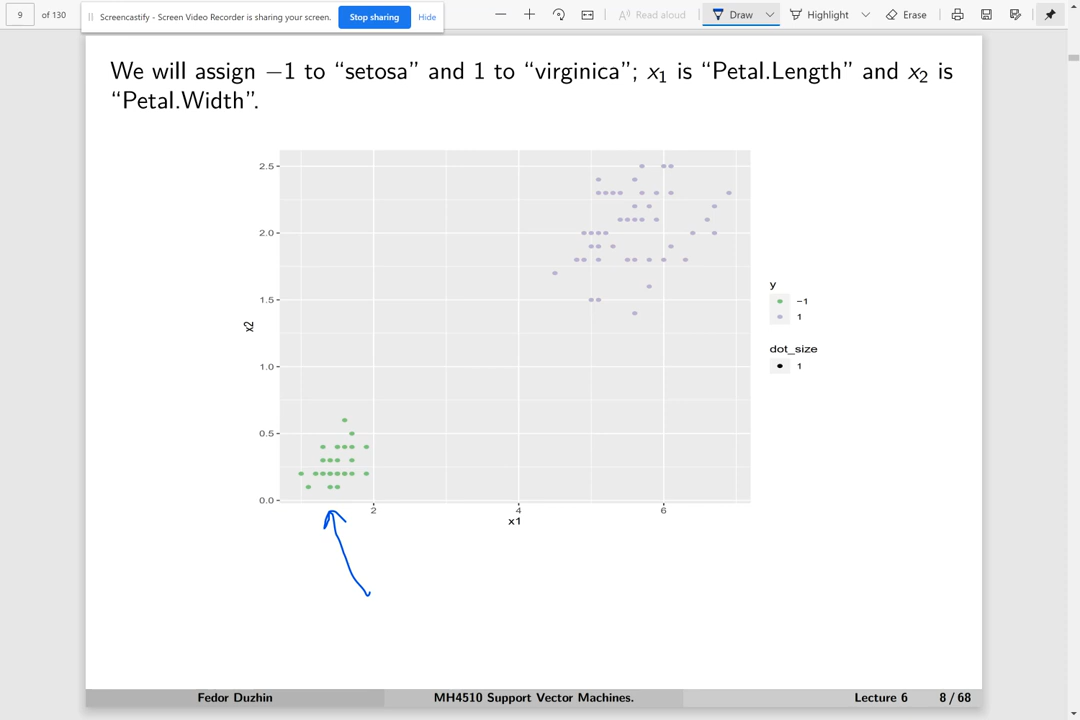 9 of 130
Screencastify - Screen Video Recorder is sharing your screen. Stop sharing Hide
Read aloud Draw Highlight Erase
We will assign −1 to “setosa” and 1 to “virginica”; x₁ is “Petal.Length” and x₂ is
“Petal.Width”.
2.5
2.0
1.5
1.0
0.5
0.0
x2
2 4 6
x1
y
−1
1
dot_size
1
Fedor Duzhin MH4510 Support Vector Machines. Lecture 6 8 / 68